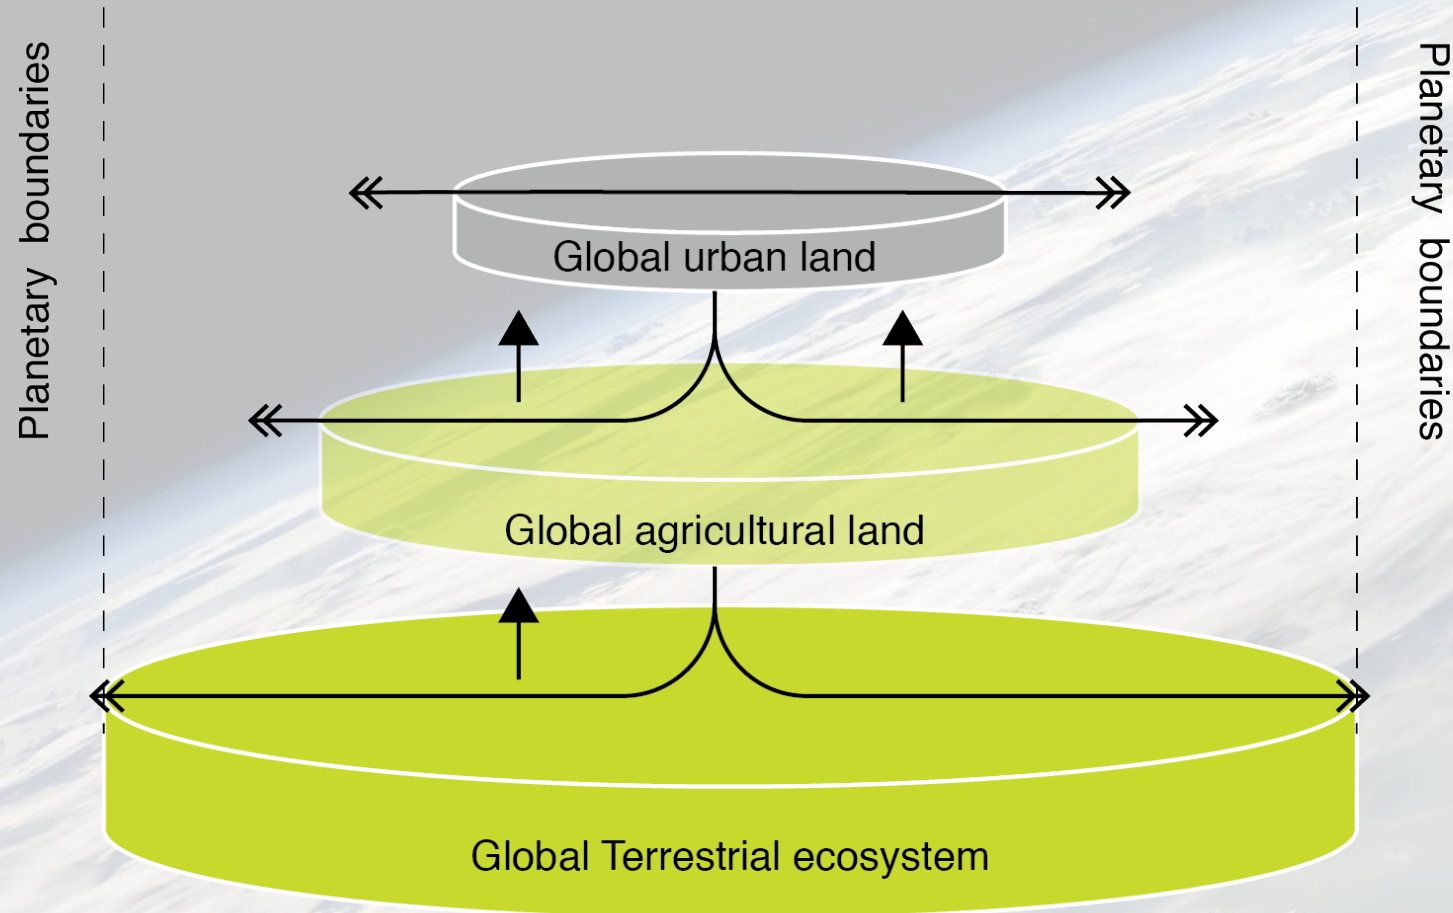 Planetary boundaries
Planetary boundaries
Global urban land
Global agricultural land
Global Terrestrial ecosystem